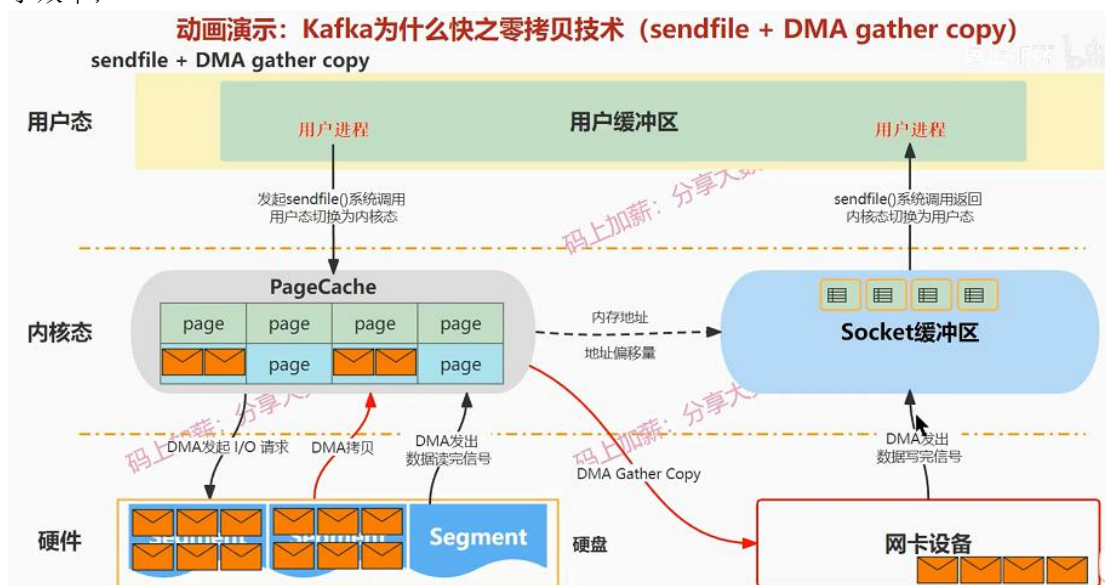 动画演示：Kafka为什么快之零拷贝技术（sendfile + DMA gather copy）
sendfile + DMA gather copy
用户态
用户进程
用户缓冲区
用户进程
发起sendfile()系统调用
用户态切换为内核态
sendfile()系统调用返回
内核态切换为用户态
码上加薪：分享大数
内核态
PageCache
page page page page
page page
内存地址
地址偏移量
Socket缓冲区
码上加薪：分享大
码上加薪：分享大数
DMA发起 I/O 请求
DMA拷贝
DMA发出
数据读完信号
DMA Gather Copy
DMA发出
数据写完信号
硬件
Segment
Segment
Segment
硬盘
网卡设备